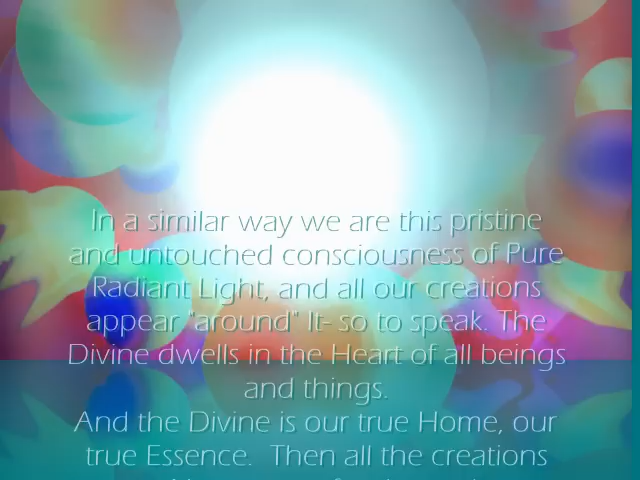 In a similar way we are this pristine
and untouched consciousness of Pure
Radiant Light, and all our creations
appear "around" It- so to speak. The
Divine dwells in the Heart of all beings
and things.
And the Divine is our true Home, our
true Essence.  Then all the creations